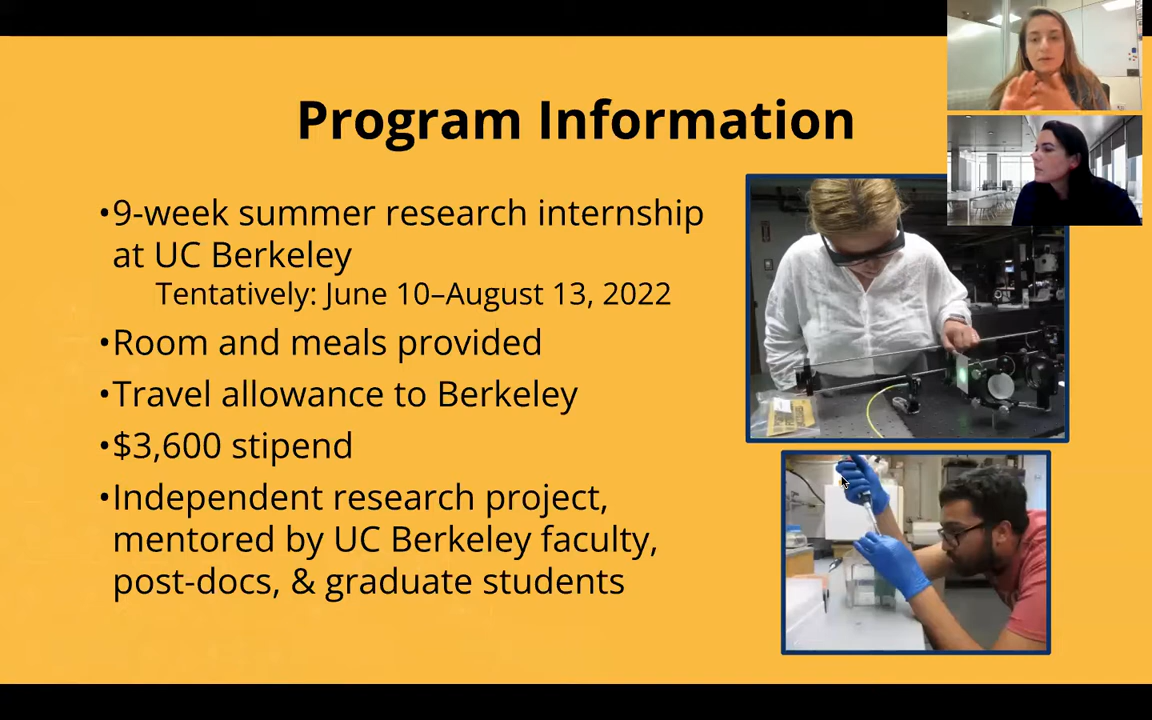 Program Information
•9-week summer research internship
at UC Berkeley
Tentatively: June 10–August 13, 2022
•Room and meals provided
•Travel allowance to Berkeley
•$3,600 stipend
•Independent research project,
mentored by UC Berkeley faculty,
post-docs, & graduate students